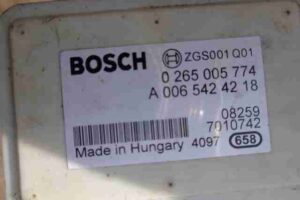 BOSCH ZGS001 Q01
0 265 005 774
A 006 542 42 18
08259
7010742
Made in Hungary 4097 658